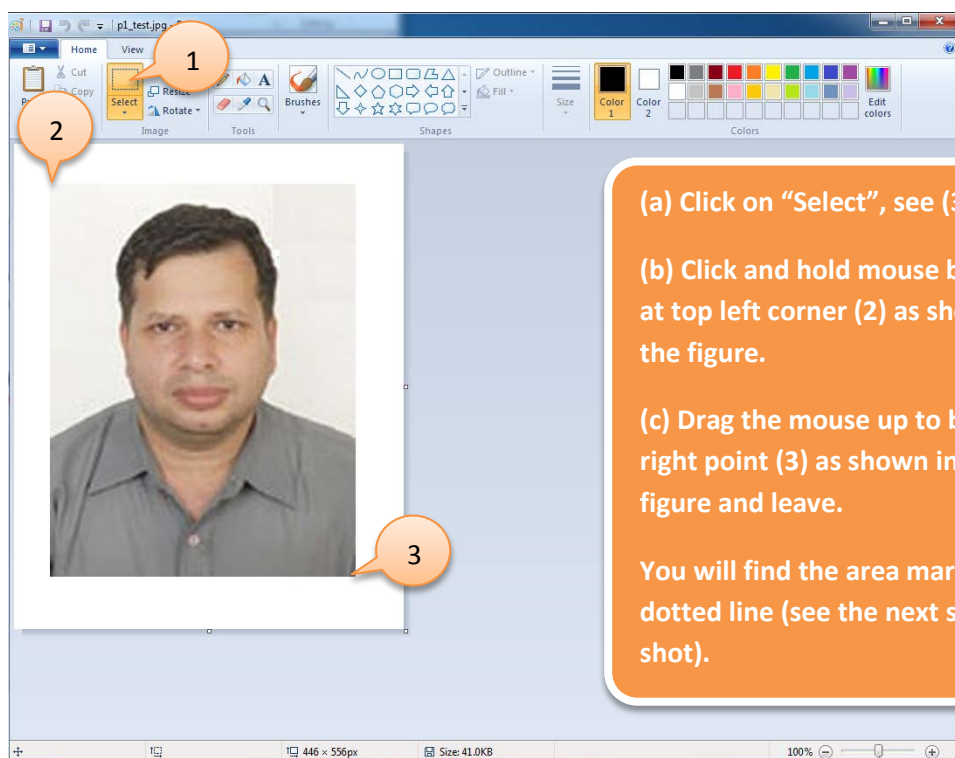 p1_test.jpg -
Home View
1
Cut
Copy
Select
Resize
Rotate
Image
A
Tools
Brushes
Outline
Fill
Shapes
Size
Color 1
Color 2
Edit colors
Colors
2
3
(a) Click on “Select”, see (3
(b) Click and hold mouse b
at top left corner (2) as sho
the figure.
(c) Drag the mouse up to b
right point (3) as shown in
figure and leave.
You will find the area mar
dotted line (see the next s
shot).
446 × 556px
Size: 41.0KB
100%